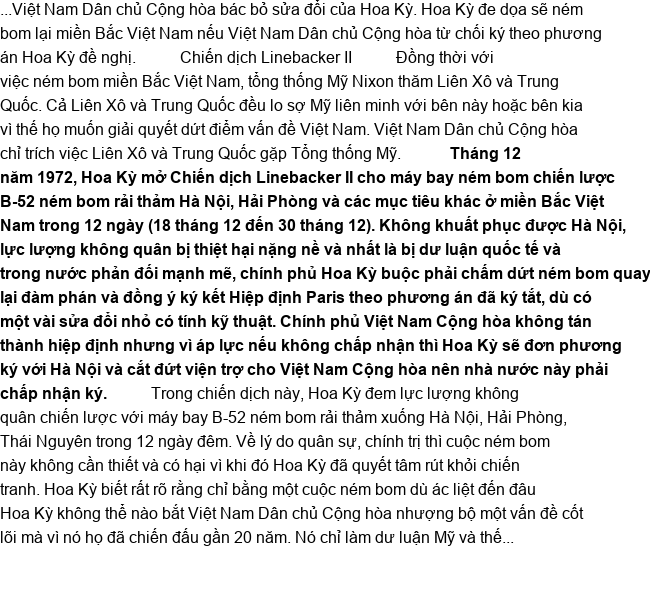 ...Việt Nam Dân chủ Cộng hòa bác bỏ sửa đổi của Hoa Kỳ. Hoa Kỳ đe dọa sẽ ném
bom lại miền Bắc Việt Nam nếu Việt Nam Dân chủ Cộng hòa từ chối ký theo phương
án Hoa Kỳ đề nghị. Chiến dịch Linebacker II Đồng thời với
việc ném bom miền Bắc Việt Nam, tổng thống Mỹ Nixon thăm Liên Xô và Trung
Quốc. Cả Liên Xô và Trung Quốc đều lo sợ Mỹ liên minh với bên này hoặc bên kia
vì thế họ muốn giải quyết dứt điểm vấn đề Việt Nam. Việt Nam Dân chủ Cộng hòa
chỉ trích việc Liên Xô và Trung Quốc gặp Tổng thống Mỹ. Tháng 12
năm 1972, Hoa Kỳ mở Chiến dịch Linebacker II cho máy bay ném bom chiến lược
B-52 ném bom rải thảm Hà Nội, Hải Phòng và các mục tiêu khác ở miền Bắc Việt
Nam trong 12 ngày (18 tháng 12 đến 30 tháng 12). Không khuất phục được Hà Nội,
lực lượng không quân bị thiệt hại nặng nề và nhất là bị dư luận quốc tế và
trong nước phản đối mạnh mẽ, chính phủ Hoa Kỳ buộc phải chấm dứt ném bom quay
lại đàm phán và đồng ý ký kết Hiệp định Paris theo phương án đã ký tắt, dù có
một vài sửa đổi nhỏ có tính kỹ thuật. Chính phủ Việt Nam Cộng hòa không tán
thành hiệp định nhưng vì áp lực nếu không chấp nhận thì Hoa Kỳ sẽ đơn phương
ký với Hà Nội và cắt đứt viện trợ cho Việt Nam Cộng hòa nên nhà nước này phải
chấp nhận ký. Trong chiến dịch này, Hoa Kỳ đem lực lượng không
quân chiến lược với máy bay B-52 ném bom rải thảm xuống Hà Nội, Hải Phòng,
Thái Nguyên trong 12 ngày đêm. Về lý do quân sự, chính trị thì cuộc ném bom
này không cần thiết và có hại vì khi đó Hoa Kỳ đã quyết tâm rút khỏi chiến
tranh. Hoa Kỳ biết rất rõ rằng chỉ bằng một cuộc ném bom dù ác liệt đến đâu
Hoa Kỳ không thể nào bắt Việt Nam Dân chủ Cộng hòa nhượng bộ một vấn đề cốt
lõi mà vì nó họ đã chiến đấu gần 20 năm. Nó chỉ làm dư luận Mỹ và thế...